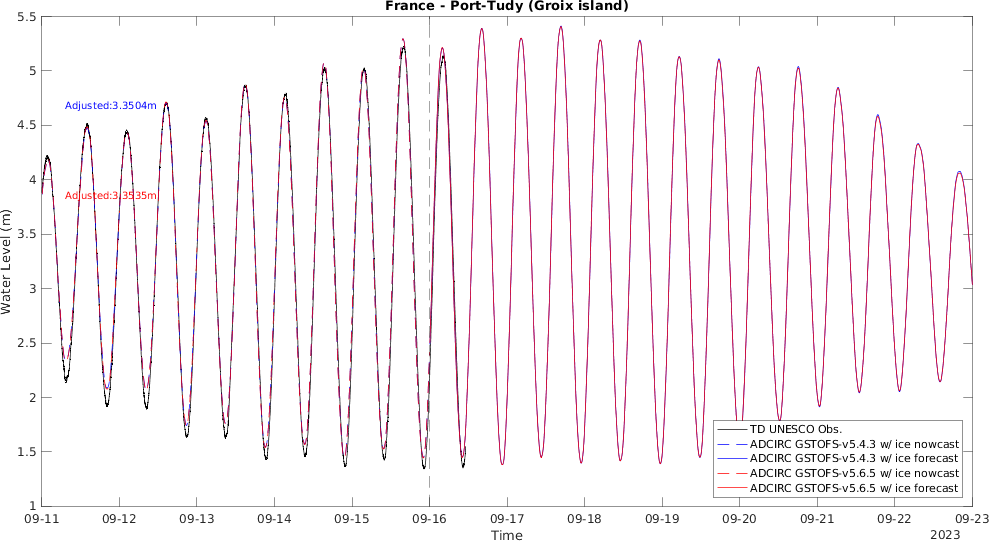 France - Port-Tudy (Groix island)
5.5
5
4.5
4
3.5
3
2.5
2
1.5
1
Water Level (m)
Adjusted:3.3504m
Adjusted:3.3535m
TD UNESCO Obs.
ADCIRC GSTOFS-v5.4.3 w/ ice nowcast
ADCIRC GSTOFS-v5.4.3 w/ ice forecast
ADCIRC GSTOFS-v5.6.5 w/ ice nowcast
ADCIRC GSTOFS-v5.6.5 w/ ice forecast
09-11 09-12 09-13 09-14 09-15 09-16 09-17 09-18 09-19 09-20 09-21 09-22 09-23
Time
2023